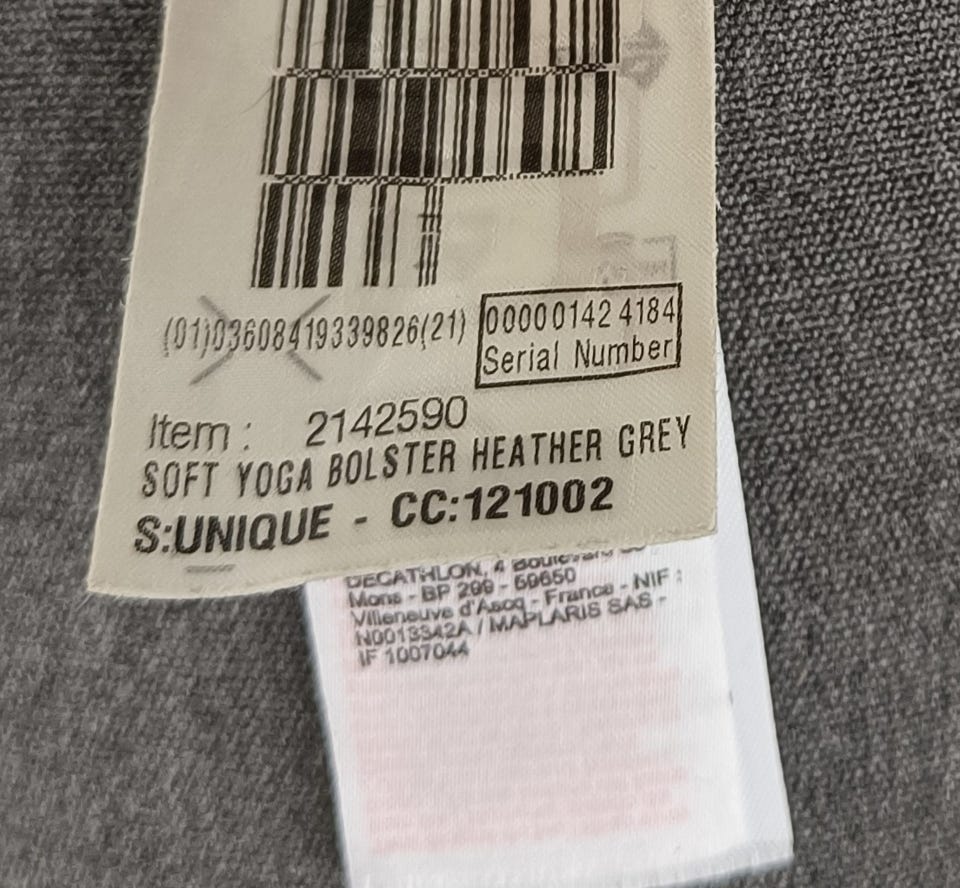 (01)03608419339826(21)
00000142 4184
Serial Number
Item : 2142590
SOFT YOGA BOLSTER HEATHER GREY
S:UNIQUE - CC:121002
DECATHLON, 4 Boulevard
Mons - BP 299 - 59650
Villeneuve d'Ascq - France - NIF :
N0013342A / MAPLARIS SAS -
IF 1007044